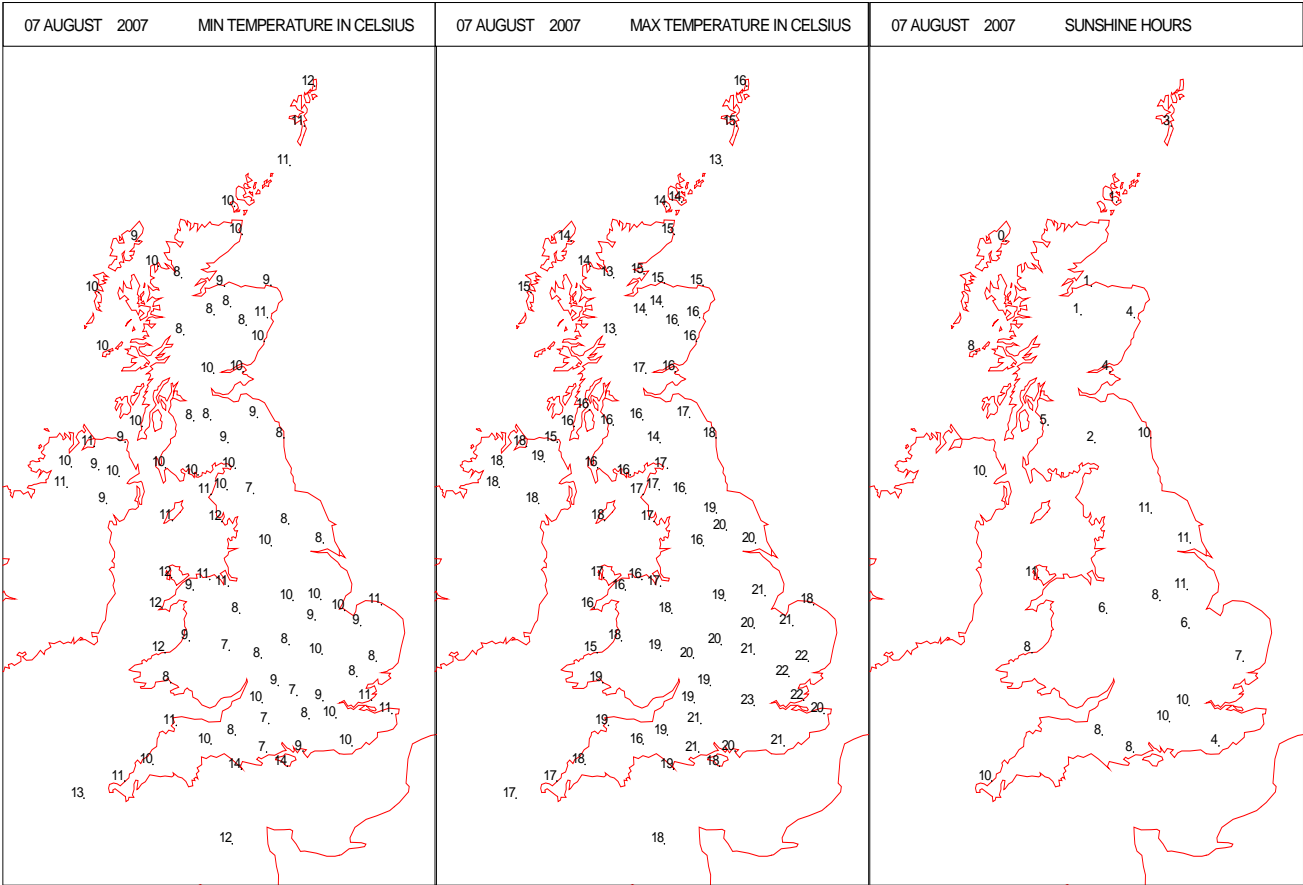 07 AUGUST 2007 MIN TEMPERATURE IN CELSIUS
12
11
11
10
10
9
10
8
9 9
10
8
8 11
8
8 10
10
10 10
10 8 8 9
11 9 9 8
10 9 10 10 10
11 10
11 10 7
9
11 12 8
10 8
12 11
9 11
10 10
12 8 10 11
9 9
9 8
12 7 10
8 8
8 9 8
10 7 9 11
11 7 8 10 11
8
10 7 9 10
10 14 14
11
13
12
07 AUGUST 2007 MAX TEMPERATURE IN CELSIUS
16
15
13
14 14
15
14
14 13 15
15 15
15
14 14 16
16
13 16
17 16
16
16 16 16 17
18 15 14 18
18 19 16 16 17
18 17 17 16
18
18 17 19
20
16 20
17 16
16 17
19 21
16 18 18
20 21
18 20
15 19 21
20 22
19 19 22
19 23 22
19 21 20
19
16 21 20 21
18 19 18
17
17
18
07 AUGUST 2007 SUNSHINE HOURS
3
1
0
1
1 4
8
4
5
2 10
10
11
11
11 11
8
6 6
8 7
10
10
8 8 4
10